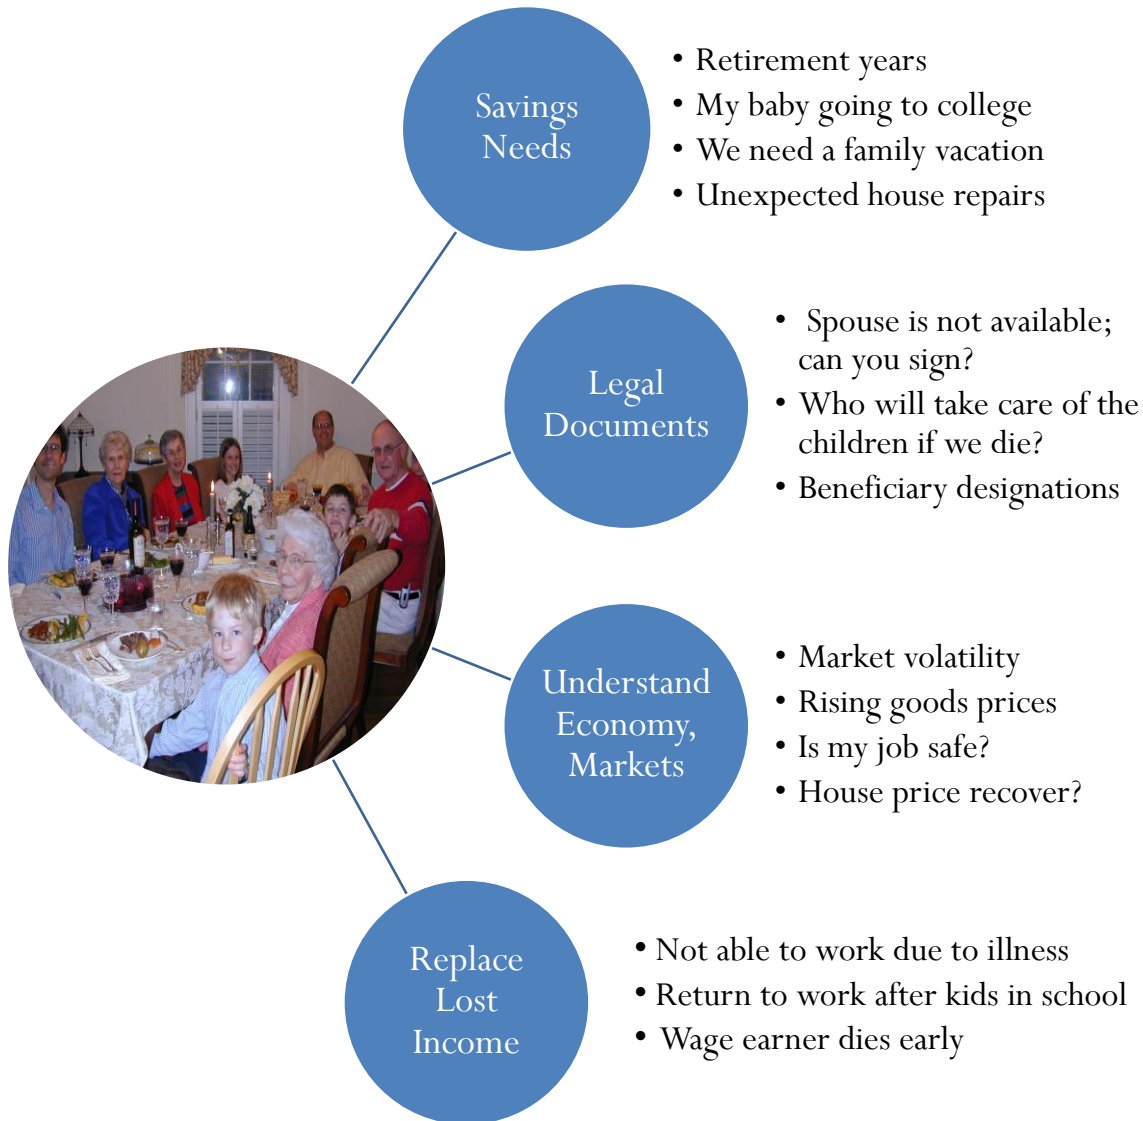 Savings
Needs
• Retirement years
• My baby going to college
• We need a family vacation
• Unexpected house repairs
Legal
Documents
• Spouse is not available;
can you sign?
• Who will take care of the
children if we die?
• Beneficiary designations
Understand
Economy,
Markets
• Market volatility
• Rising goods prices
• Is my job safe?
• House price recover?
Replace
Lost
Income
• Not able to work due to illness
• Return to work after kids in school
• Wage earner dies early